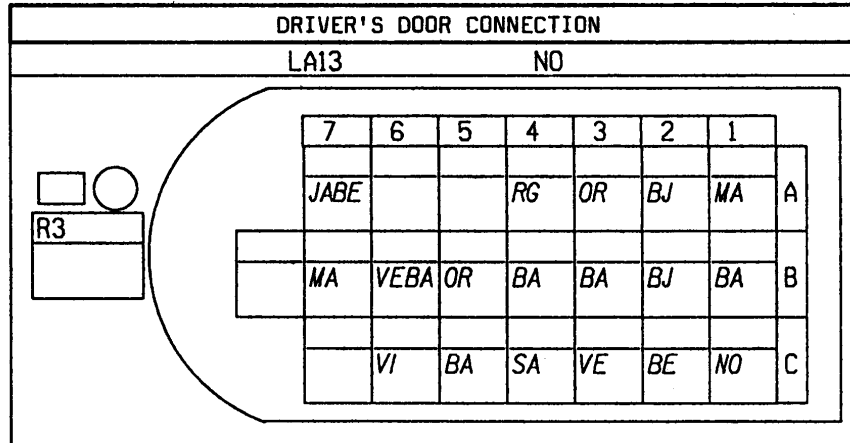 DRIVER'S DOOR CONNECTION
LA13 NO
7 6 5 4 3 2 1
JABE RG OR BJ MA A
R3
MA VEBA OR BA BA BJ BA B
VI BA SA VE BE NO C